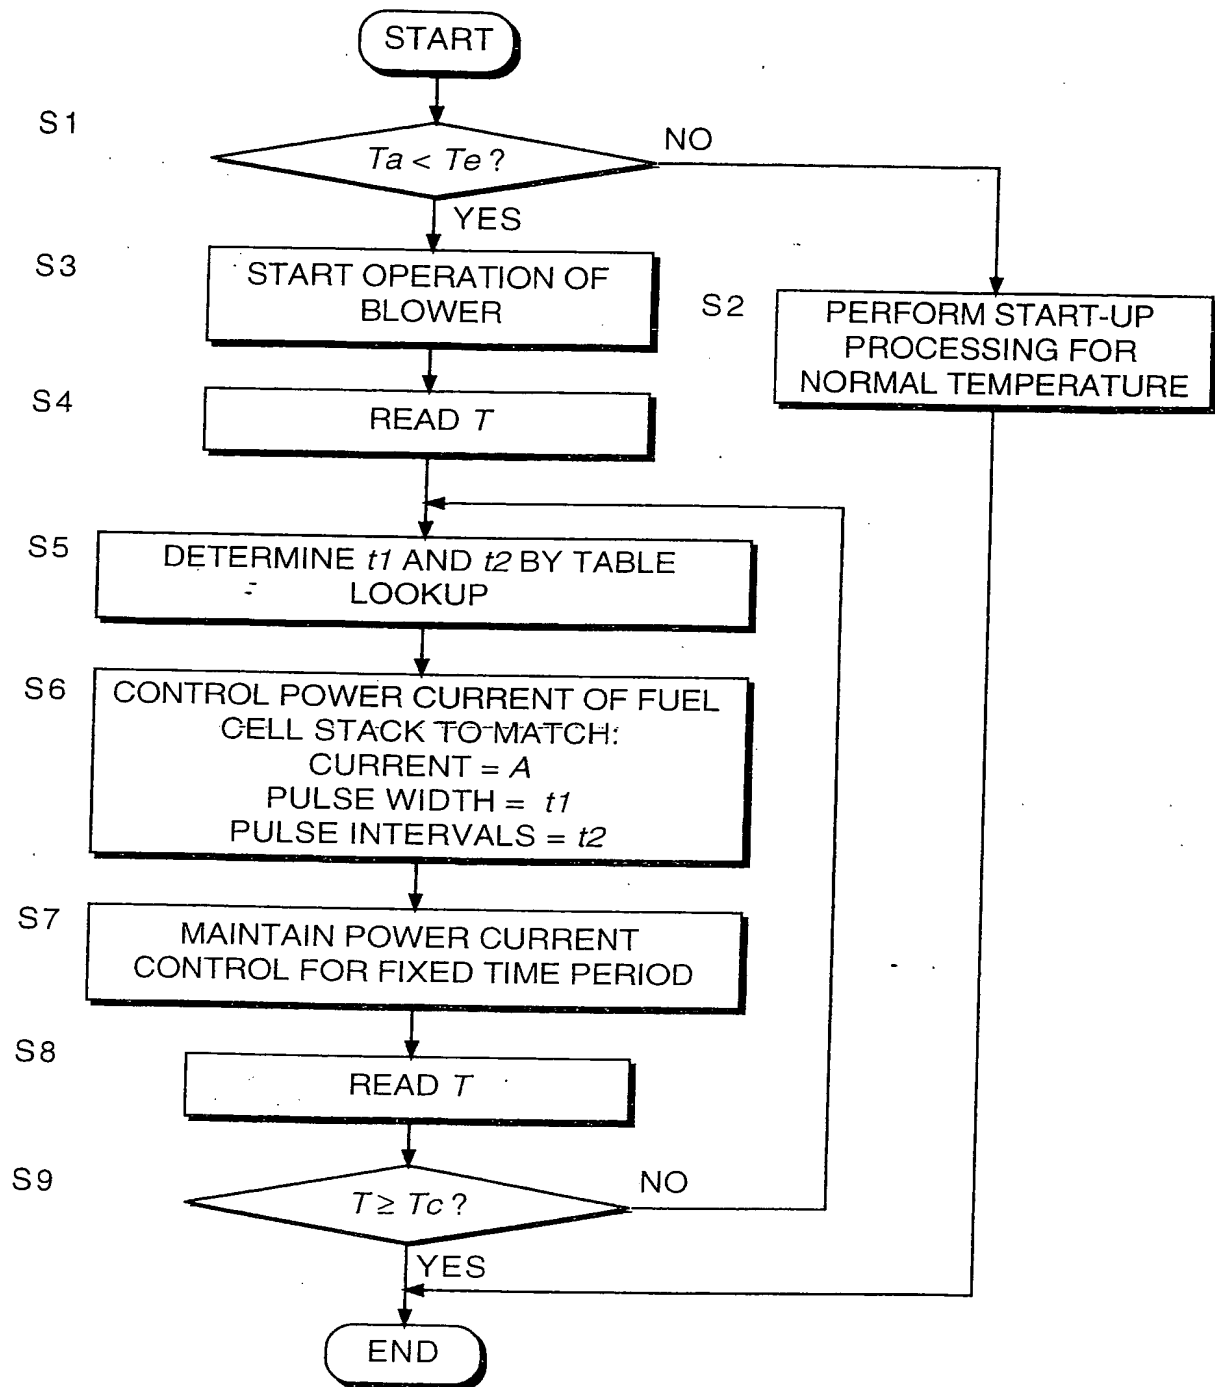 START
S1
Ta < Te ?
NO
YES
S3
START OPERATION OF
BLOWER
S2
PERFORM START-UP
PROCESSING FOR
NORMAL TEMPERATURE
S4
READ T
S5
DETERMINE t1 AND t2 BY TABLE
LOOKUP
S6
CONTROL POWER CURRENT OF FUEL
CELL STACK TO MATCH:
CURRENT = A
PULSE WIDTH = t1
PULSE INTERVALS = t2
S7
MAINTAIN POWER CURRENT
CONTROL FOR FIXED TIME PERIOD
S8
READ T
S9
T ≥ Tc ?
NO
YES
END